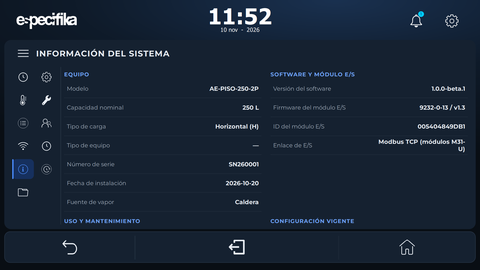 e-pecifika
11:52
10 nov - 2026
INFORMACIÓN DEL SISTEMA
EQUIPO
Modelo AE-PISO-250-2P
Capacidad nominal 250 L
Tipo de carga Horizontal (H)
Tipo de equipo —
Número de serie SN260001
Fecha de instalación 2026-10-20
Fuente de vapor Caldera
USO Y MANTENIMIENTO
SOFTWARE Y MÓDULO E/S
Versión del software 1.0.0-beta.1
Firmware del módulo E/S 9232-0-13 / v1.3
ID del módulo E/S 005404849DB1
Enlace de E/S Modbus TCP (módulos M31-
U)
CONFIGURACIÓN VIGENTE